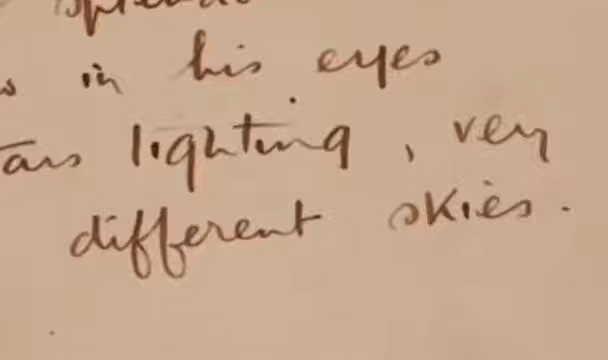 in his eyes
lighting, very
different skies.